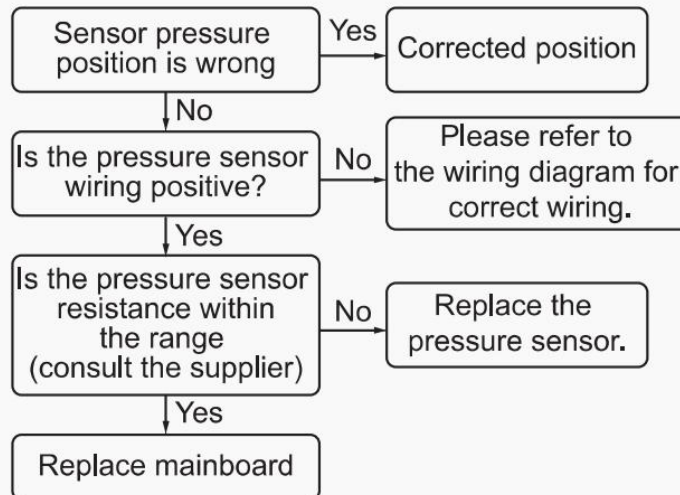 Sensor pressure
position is wrong
Yes
Corrected position
No
Is the pressure sensor
wiring positive?
No
Please refer to
the wiring diagram for
correct wiring.
Yes
Is the pressure sensor
resistance within
the range
(consult the supplier)
No
Replace the
pressure sensor.
Yes
Replace mainboard